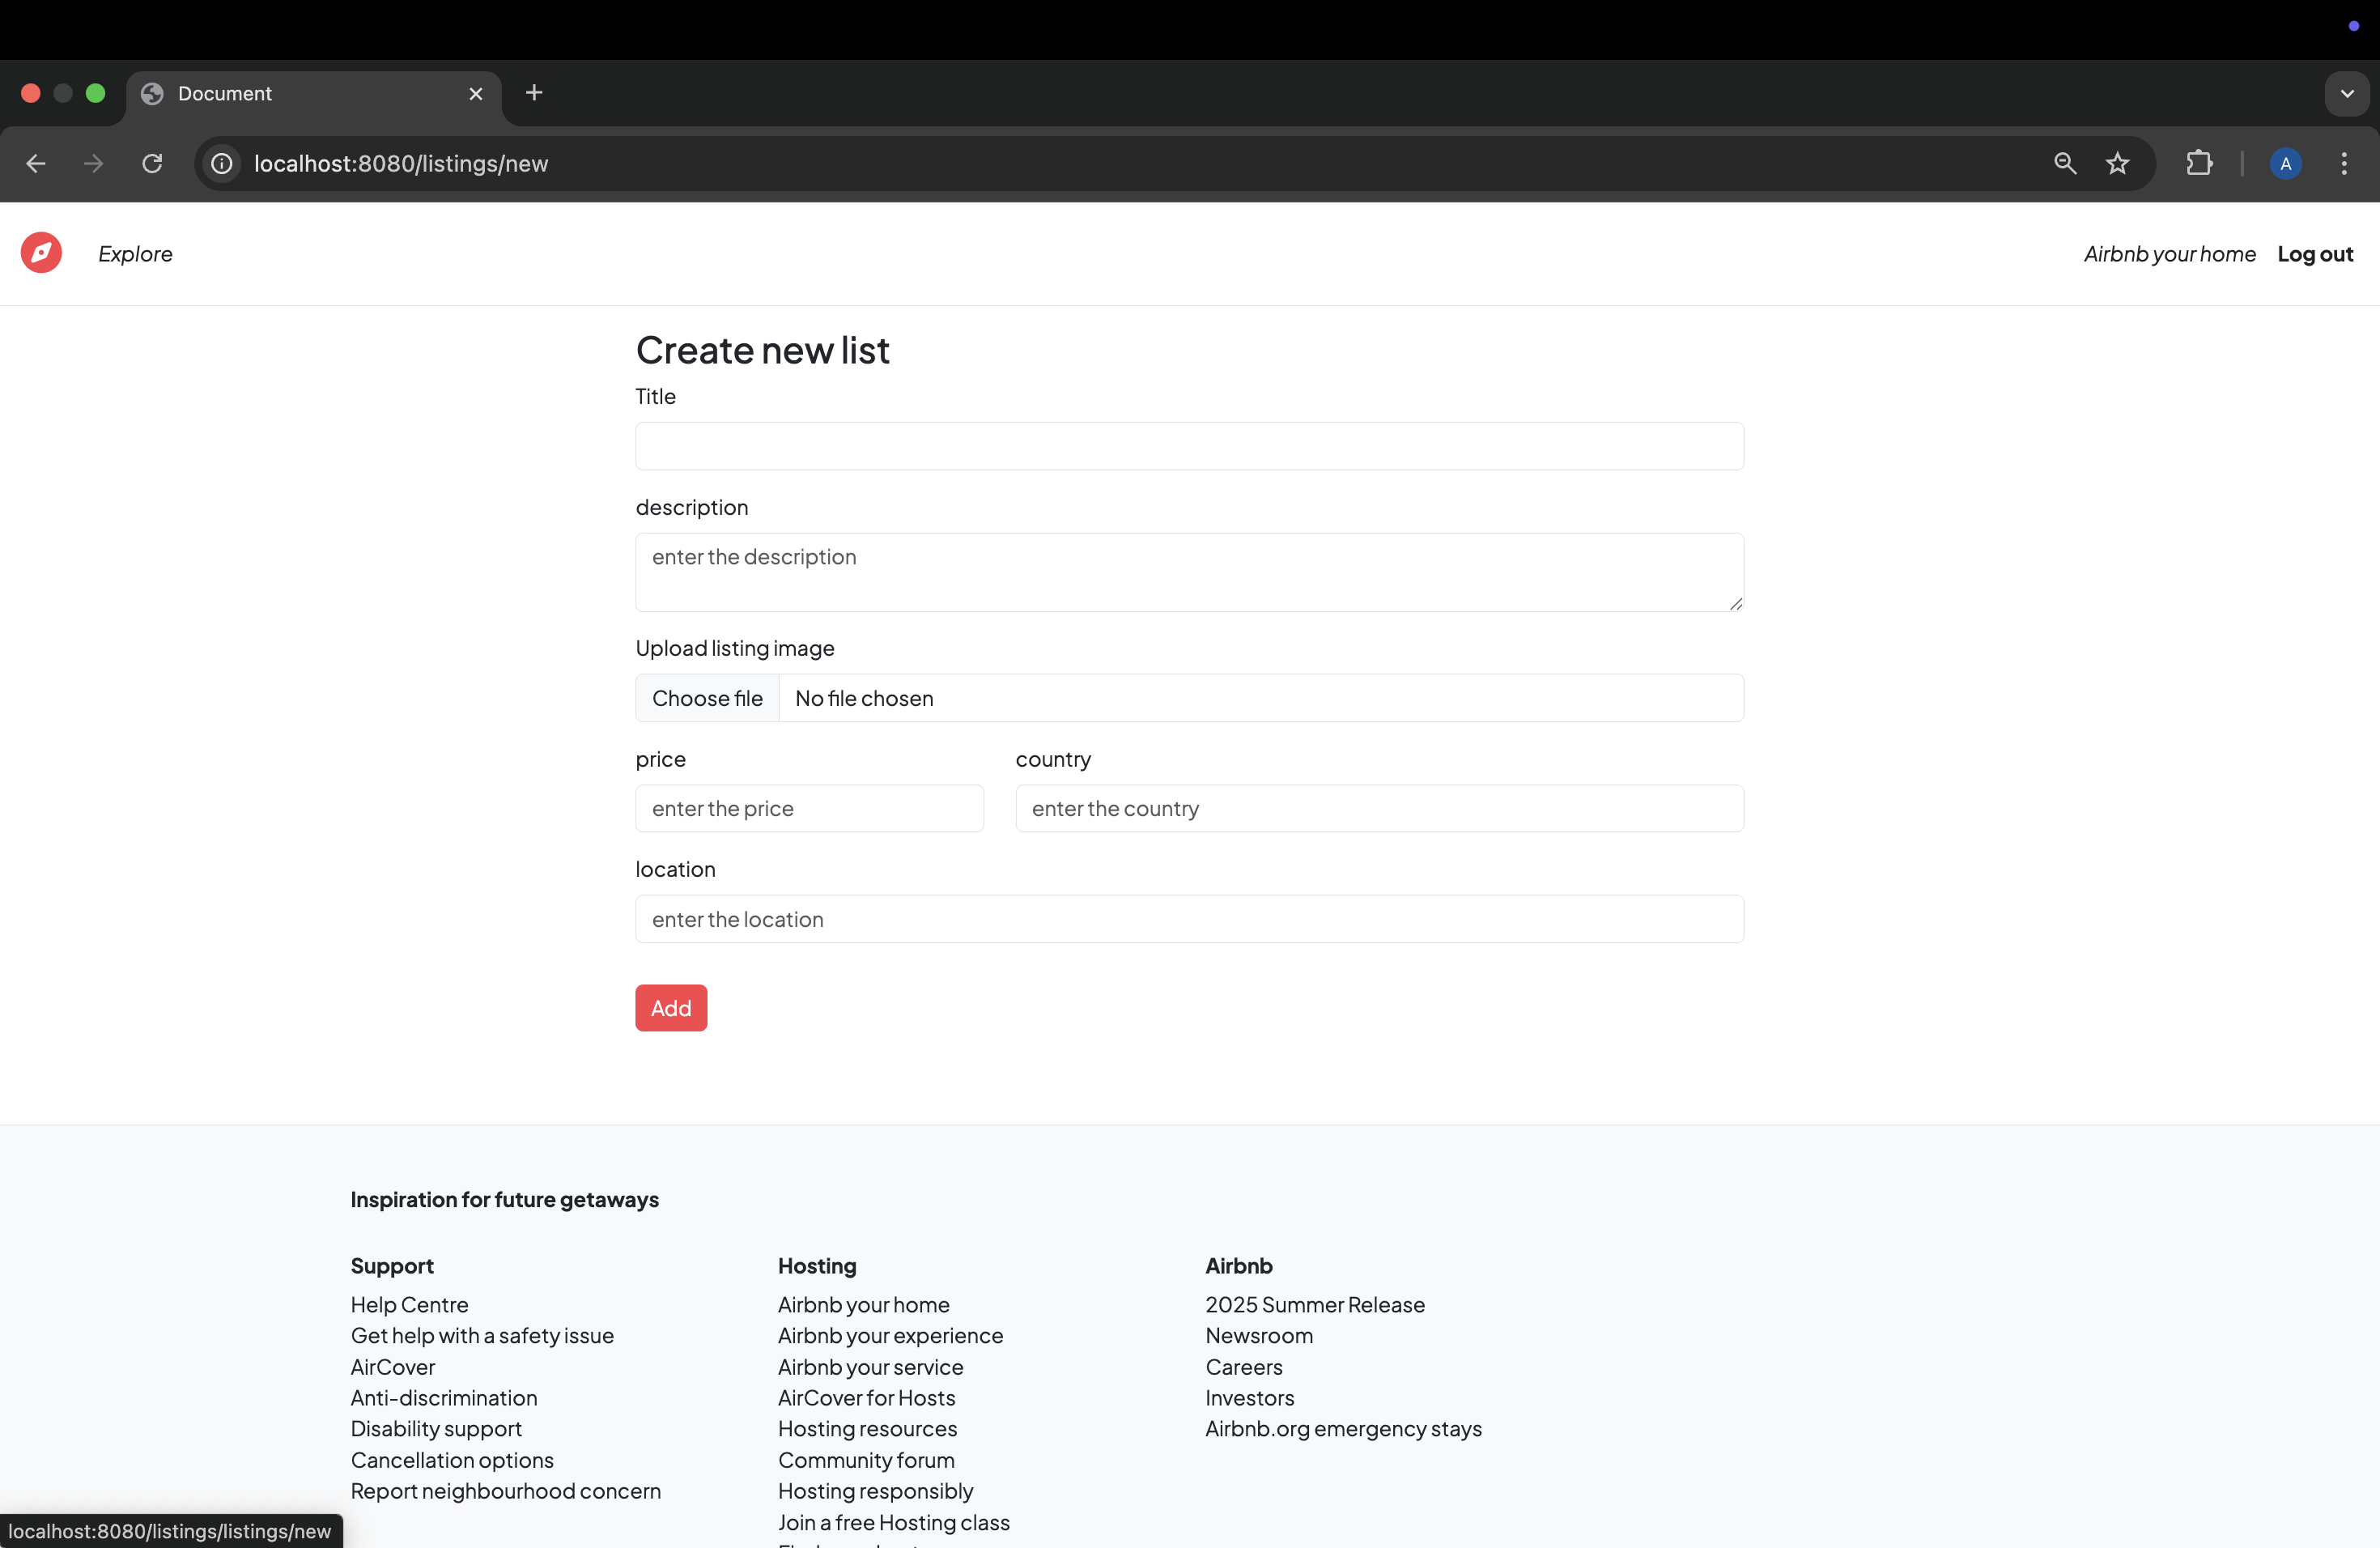 Document
localhost:8080/listings/new
A
Explore
Airbnb your home Log out
Create new list
Title
description
enter the description
Upload listing image
Choose file No file chosen
price country
enter the price enter the country
location
enter the location
Add
Inspiration for future getaways
Support
Help Centre
Get help with a safety issue
AirCover
Anti-discrimination
Disability support
Cancellation options
Report neighbourhood concern
Hosting
Airbnb your home
Airbnb your experience
Airbnb your service
AirCover for Hosts
Hosting resources
Community forum
Hosting responsibly
Join a free Hosting class
Airbnb
2025 Summer Release
Newsroom
Careers
Investors
Airbnb.org emergency stays
localhost:8080/listings/listings/new